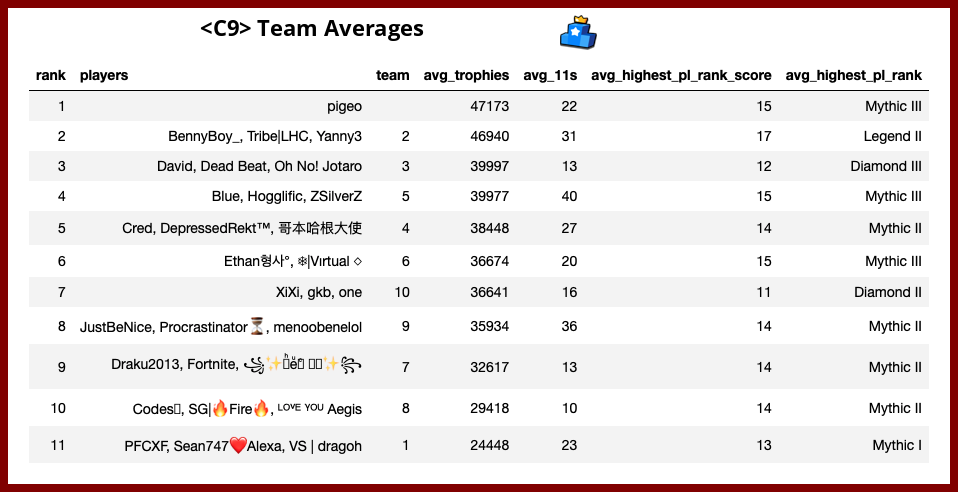 <C9> Team Averages
rank players team avg_trophies avg_11s avg_highest_pl_rank_score avg_highest_pl_rank
1 pigeo 47173 22 15 Mythic III
2 BennyBoy_, Tribe|LHC, Yanny3 2 46940 31 17 Legend II
3 David, Dead Beat, Oh No! Jotaro 3 39997 13 12 Diamond III
4 Blue, Hogglific, ZSilverZ 5 39977 40 15 Mythic III
5 Cred, DepressedRekt™, 哥本哈根大使 4 38448 27 14 Mythic II
6 Ethan형사°, ❄|Vırtual ⬦ 6 36674 20 15 Mythic III
7 XiXi, gkb, one 10 36641 16 11 Diamond II
8 JustBeNice, Procrastinator⏳, menoobenelol 9 35934 36 14 Mythic II
9 Draku2013, Fortnite, 7 32617 13 14 Mythic II
10 Codes, SG|🔥Fire🔥, ᴸᴼⱽᴱ ᵞᴼᵁ Aegis 8 29418 10 14 Mythic II
11 PFCXF, Sean747❤️Alexa, VS | dragoh 1 24448 23 13 Mythic I